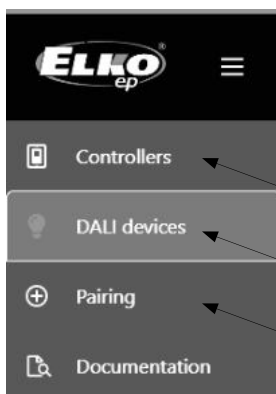 ELKO®
ep
Controllers
DALI devices
Pairing
Documentation